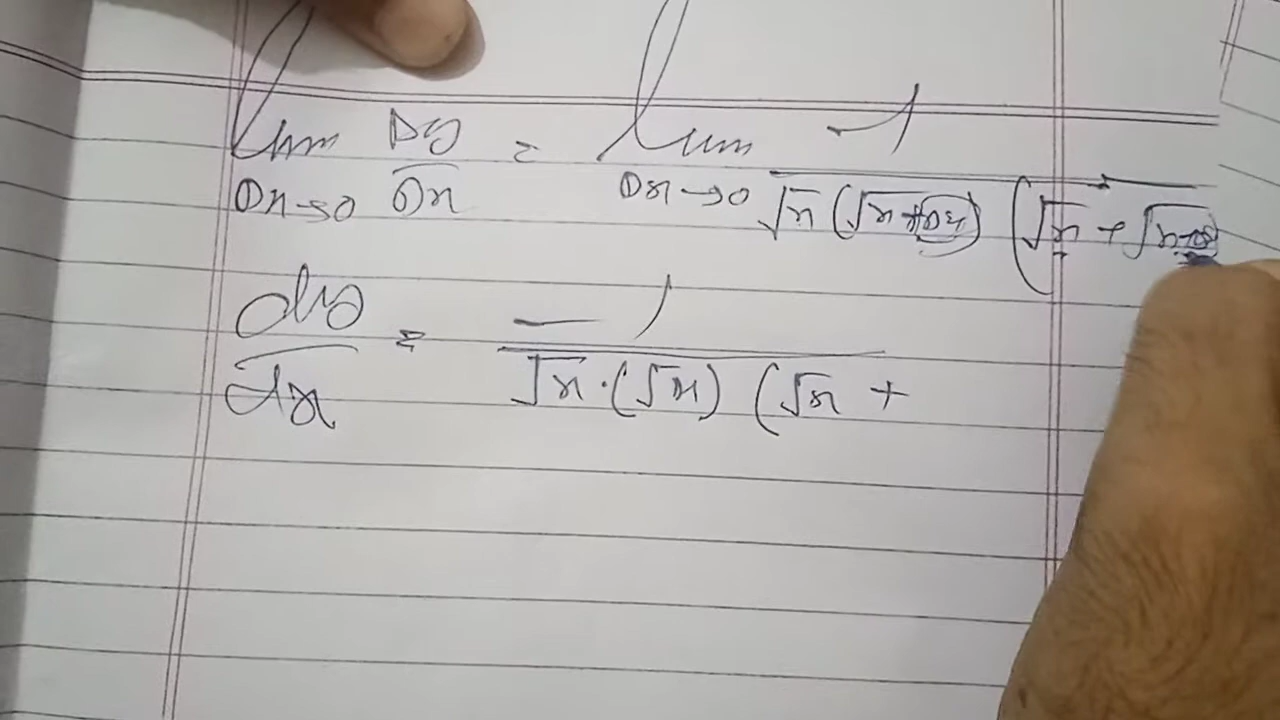 lim Δy/Δx = lim -1/√x (√x+Δx) (√x + √x+Δx
Δx→0 Δx→0
dy/dx = -1/√x·(√x) (√x +